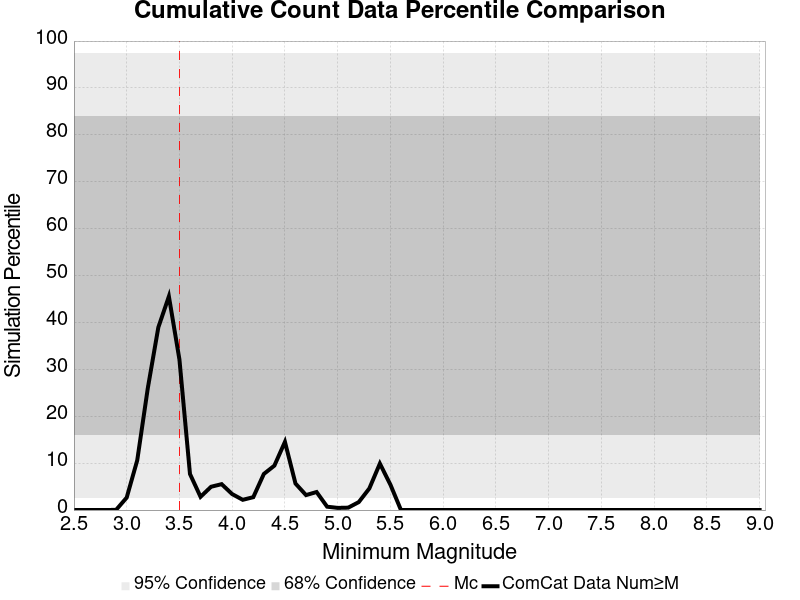 Cumulative Count Data Percentile Comparison
100
90
80
70
60
50
40
30
20
10
0
Simulation Percentile
2.5 3.0 3.5 4.0 4.5 5.0 5.5 6.0 6.5 7.0 7.5 8.0 8.5 9.0
Minimum Magnitude
95% Confidence 68% Confidence Mc ComCat Data Num≥M